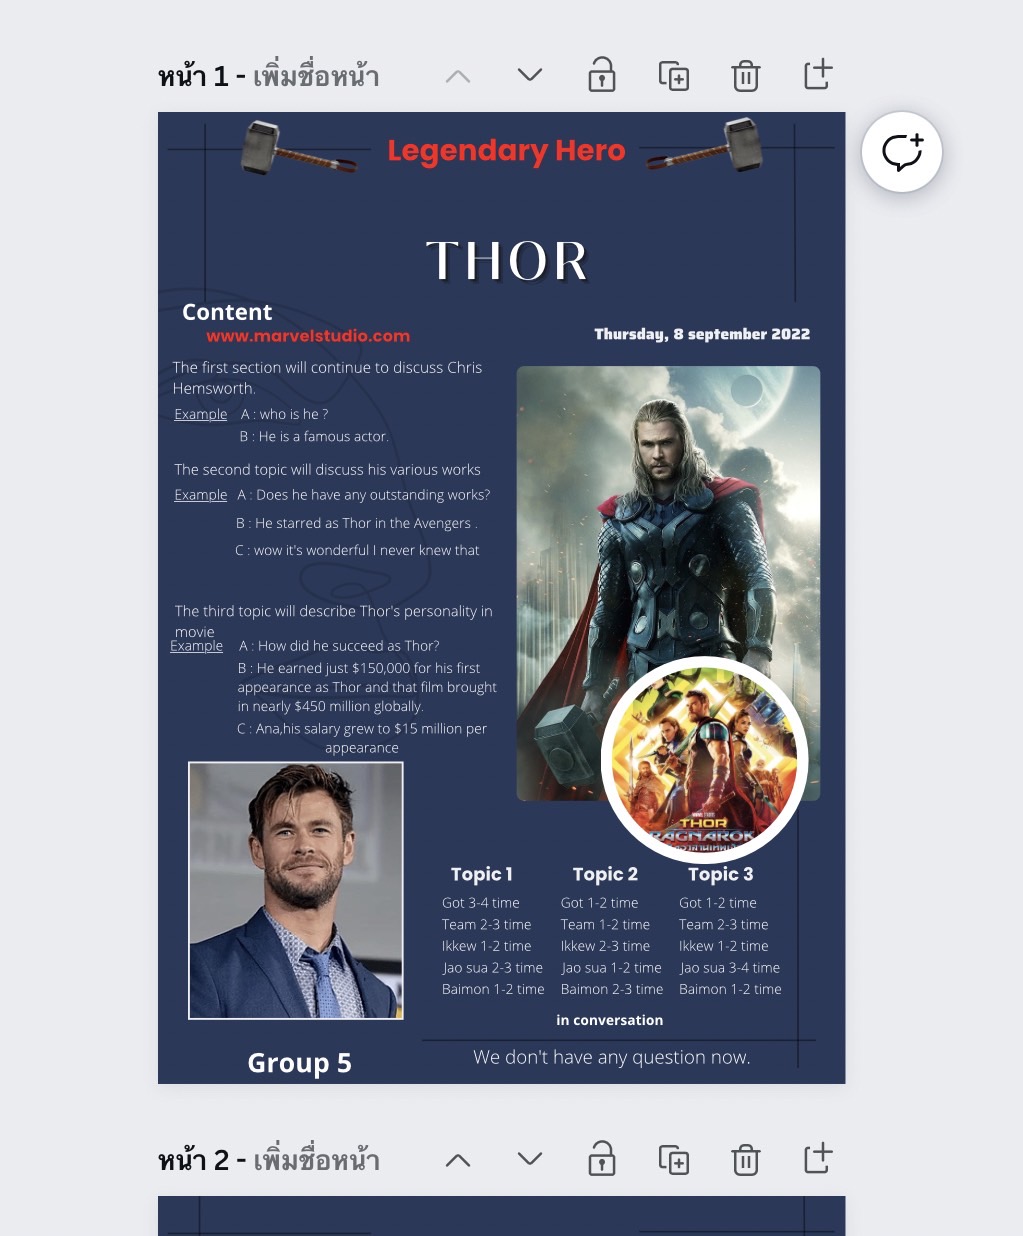 หน้า 1 - เพิ่มชื่อหน้า
Legendary Hero
THOR
Content
www.marvelstudio.com
Thursday, 8 september 2022
The first section will continue to discuss Chris
Hemsworth.
Example A : who is he ?
B : He is a famous actor.
The second topic will discuss his various works
Example A : Does he have any outstanding works?
B : He starred as Thor in the Avengers .
C : wow it's wonderful I never knew that
The third topic will describe Thor's personality in
movie
Example A : How did he succeed as Thor?
B : He earned just $150,000 for his first
appearance as Thor and that film brought
in nearly $450 million globally.
C : Ana,his salary grew to $15 million per
appearance
THOR
RAGNAROK
Topic 1 Topic 2 Topic 3
Got 3-4 time Got 1-2 time Got 1-2 time
Team 2-3 time Team 1-2 time Team 2-3 time
Ikkew 1-2 time Ikkew 2-3 time Ikkew 1-2 time
Jao sua 2-3 time Jao sua 1-2 time Jao sua 3-4 time
Baimon 1-2 time Baimon 2-3 time Baimon 1-2 time
in conversation
We don't have any question now.
Group 5
หน้า 2 - เพิ่มชื่อหน้า